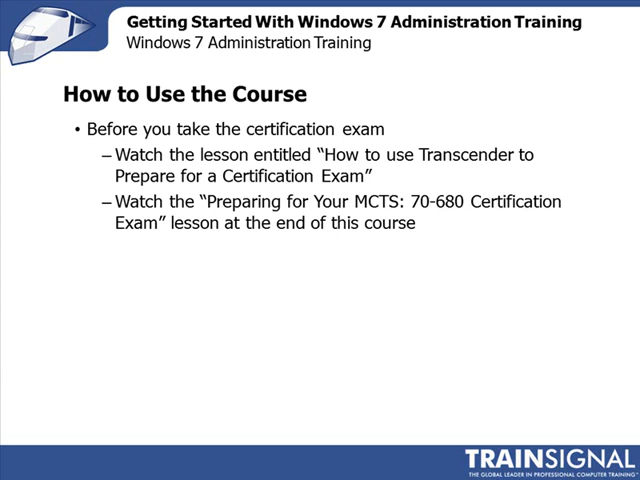 Getting Started With Windows 7 Administration Training
Windows 7 Administration Training
How to Use the Course
• Before you take the certification exam
– Watch the lesson entitled “How to use Transcender to
Prepare for a Certification Exam”
– Watch the “Preparing for Your MCTS: 70-680 Certification
Exam” lesson at the end of this course
TRAINSIGNAL
THE GLOBAL LEADER IN PROFESSIONAL COMPUTER TRAINING